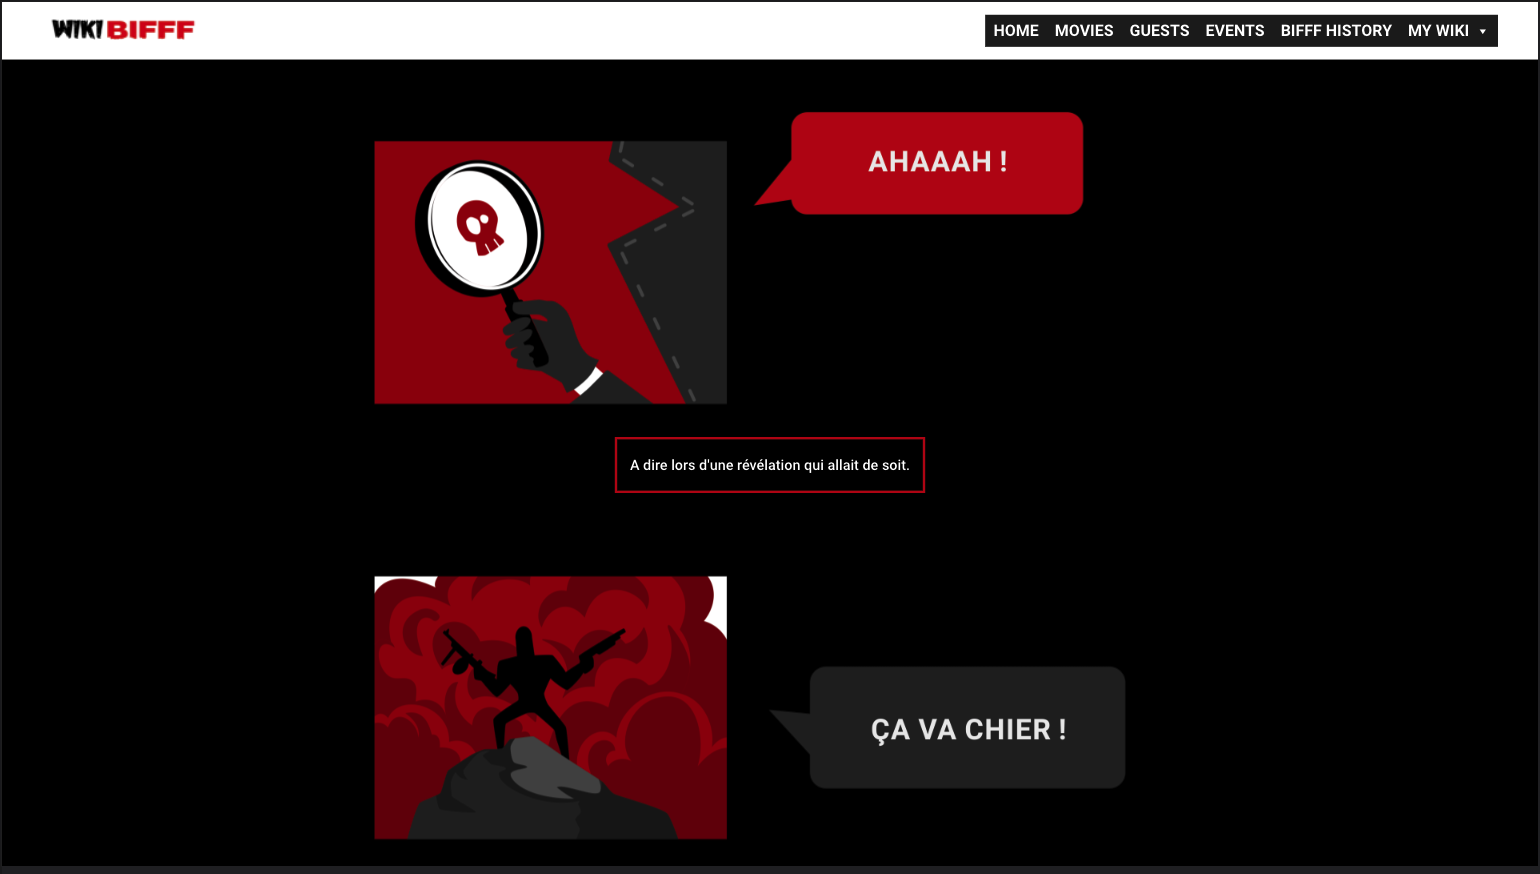 WIKI BIFFF
HOME MOVIES GUESTS EVENTS BIFFF HISTORY MY WIKI
AHAAAH !
A dire lors d'une révélation qui allait de soit.
ÇA VA CHIER !